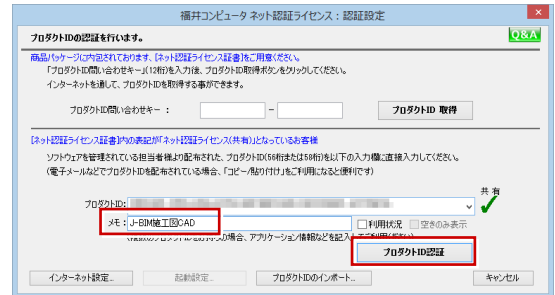 福井コンピュータ ネット認証ライセンス：認証設定
プロダクトIDの認証を行います。
Q&A
商品パッケージに内包されております、[ネット認証ライセンス証書]をご用意ください。
「プロダクトID問い合わせキー」(12桁)を入力後、プロダクトID取得ボタンをクリックしてください。
インターネットを通して、プロダクトIDを取得する事ができます。
プロダクトID問い合わせキー：
-
プロダクトID 取得
[ネット認証ライセンス証書]内の表記が「ネット認証ライセンス(共有)」となっているお客様
ソフトウェアを管理されている担当者様より配布された、プロダクトID(56桁または58桁)を以下の入力欄に直接入力してください。
(電子メールなどでプロダクトIDを配布されている場合、「コピー/貼り付け」をご利用になると便利です)
共有
プロダクトID:
メモ： J-BIM施工図CAD
利用状況 空きのみ表示
の場合、アプリケーション情報などを記入
プロダクトID認証
インターネット設定...
起動設定...
プロダクトIDのインポート...
キャンセル